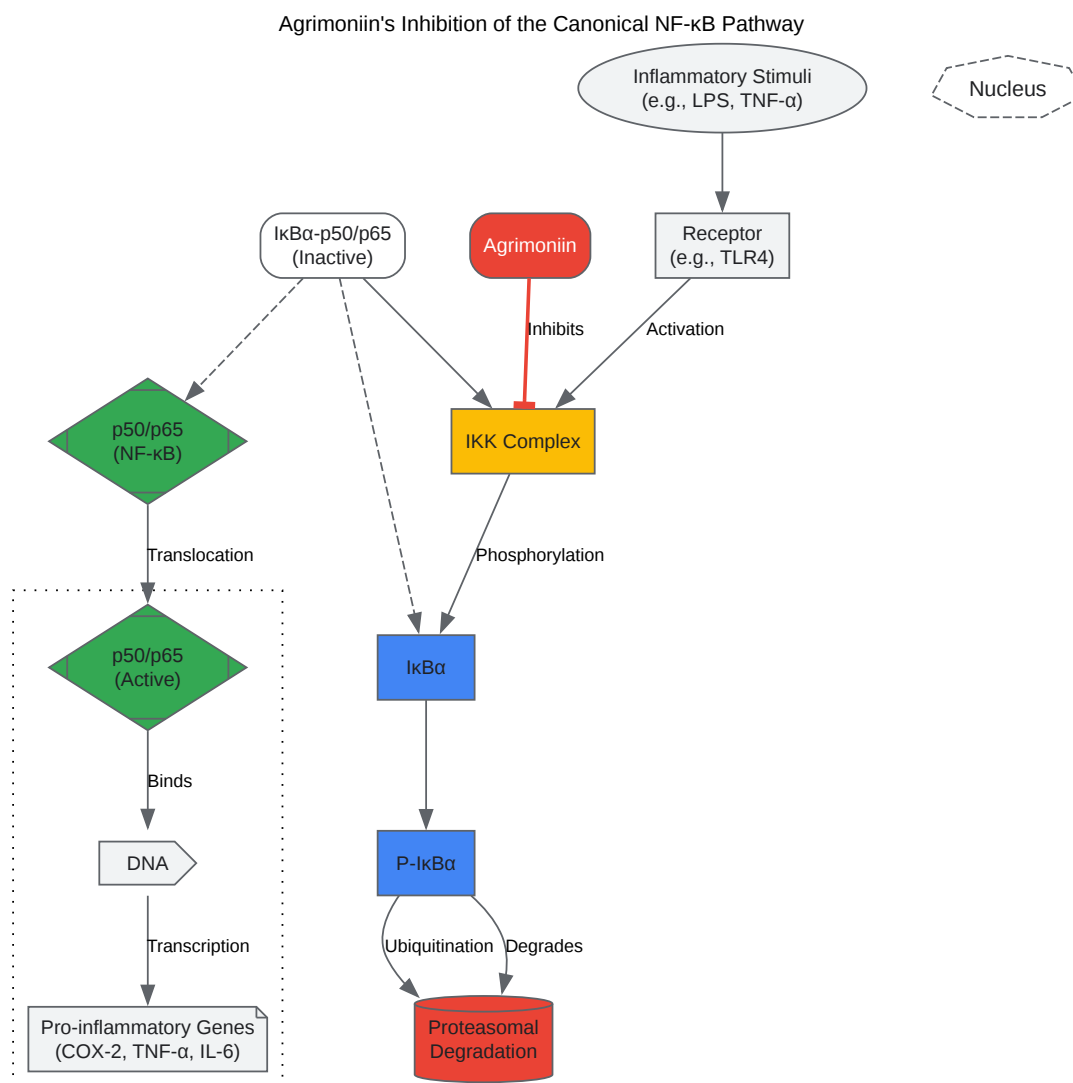 Agrimoniin's Inhibition of the Canonical NF-κB Pathway
Inflammatory Stimuli
(e.g., LPS, TNF-α)
Nucleus
IκBα-p50/p65
(Inactive)
Agrimoniin
Receptor
(e.g., TLR4)
Inhibits
Activation
p50/p65
(NF-κB)
IKK Complex
Translocation
Phosphorylation
p50/p65
(Active)
IκBα
Binds
DNA
P-IκBα
Transcription
Ubiquitination
Degrades
Pro-inflammatory Genes
(COX-2, TNF-α, IL-6)
Proteasomal
Degradation